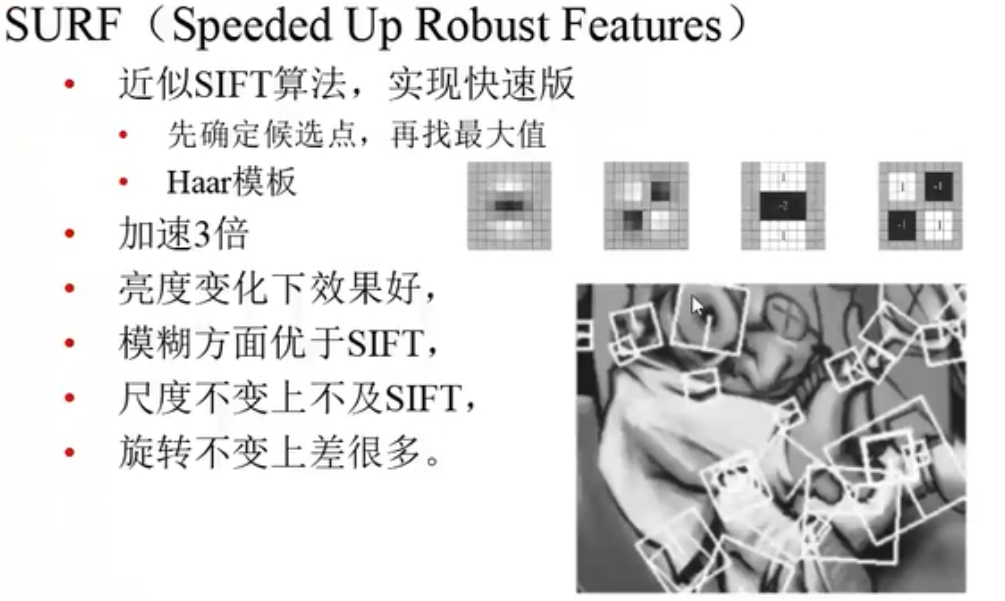 SURF（Speeded Up Robust Features）
近似SIFT算法，实现快速版
先确定候选点，再找最大值
Haar模板
1
1 -1
-2
-1 1
1
加速3倍
亮度变化下效果好，
模糊方面优于SIFT，
尺度不变上不及SIFT，
旋转不变上差很多。